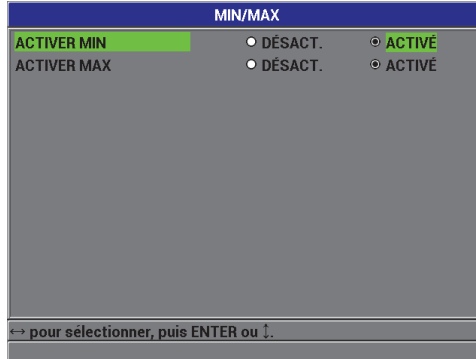 MIN/MAX
ACTIVER MIN DÉSACT. ACTIVÉ
ACTIVER MAX DÉSACT. ACTIVÉ
↔ pour sélectionner, puis ENTER ou ↕.